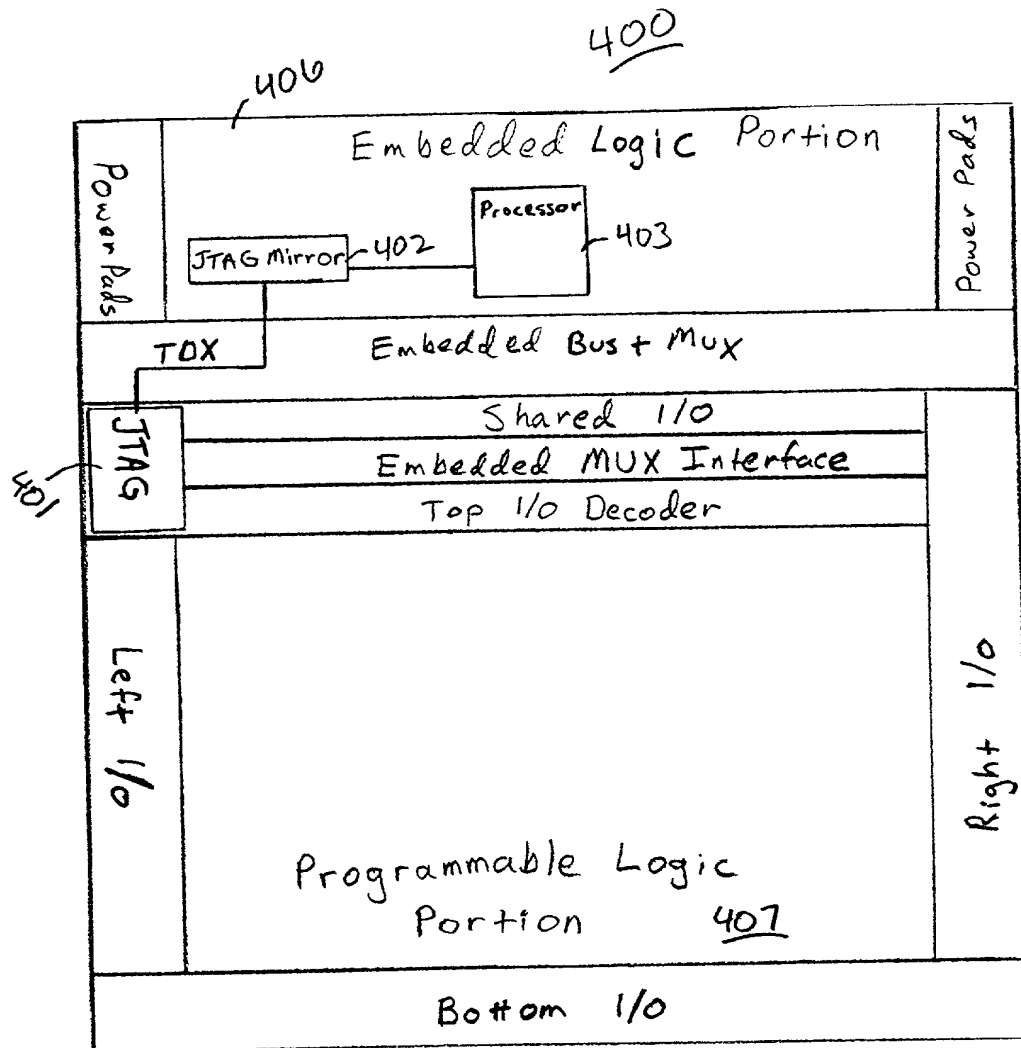 400
406
Power Pads
Embedded Logic Portion
Power Pads
Processor
JTAG Mirror
402
403
TDX
Embedded Bus + Mux
JTAG
401
Shared I/O
Embedded MUX Interface
Top I/O Decoder
Left I/O
Right I/O
Programmable Logic
Portion
407
Bottom I/O